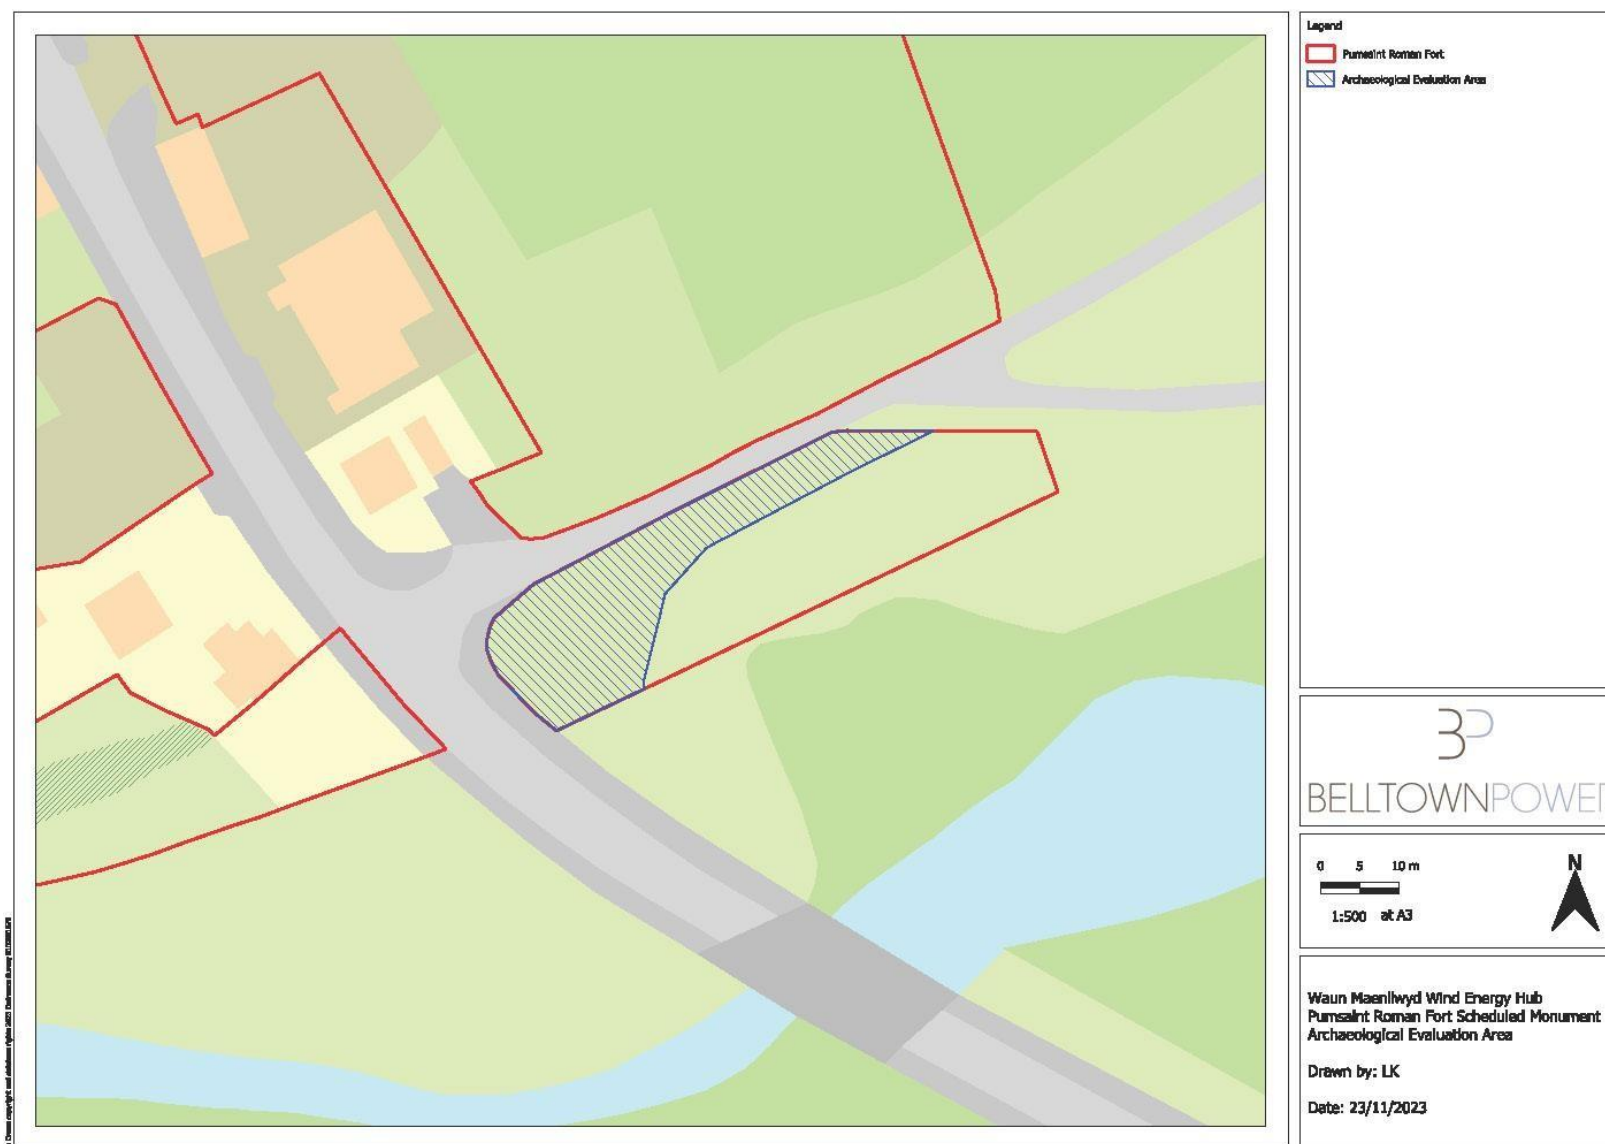 Legend
Pumsaint Roman Fort
Archaeological Evaluation Area
BELLTOWNPOWER
0 5 10 m
1:500 at A3
N
Waun Maenllwyd Wind Energy Hub
Pumsaint Roman Fort Scheduled Monument
Archaeological Evaluation Area
Drawn by: LK
Date: 23/11/2023